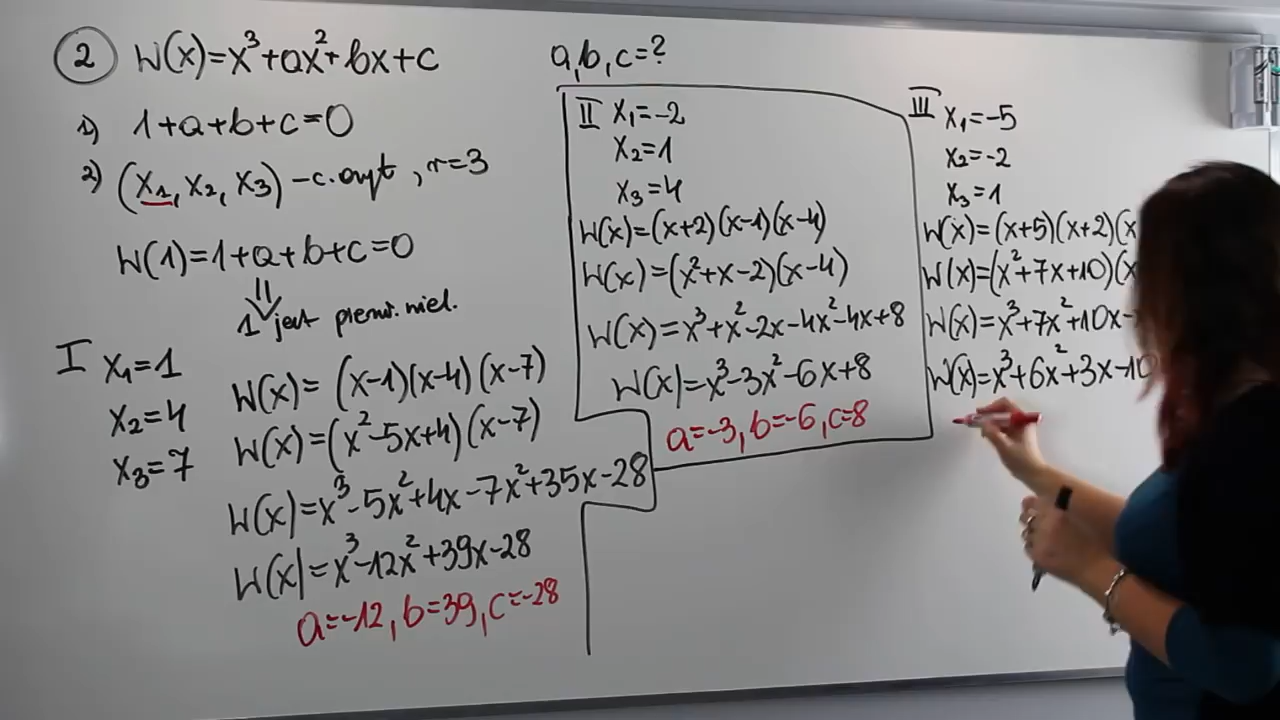 2 W(x)=x³+ax²+bx+c a,b,c=?
1) 1+a+b+c=0
2) (x₁, x₂, x₃) -c. aryt, r=3
W(1)=1+a+b+c=0
1 jest pierw. wiel.
I x₁=1
x₂=4
x₃=7
W(x)= (x-1)(x-4)(x-7)
W(x)=(x²-5x+4)(x-7)
W(x)=x³-5x²+4x-7x²+35x-28
W(x)=x³-12x²+39x-28
a=-12, b=39, c=-28
II x₁=-2
x₂=1
x₃=4
W(x)=(x+2)(x-1)(x-4)
W(x)=(x²+x-2)(x-4)
W(x)=x³+x²-2x-4x²-4x+8
W(x)=x³-3x²-6x+8
a=-3, b=-6, c=8
III x₁=-5
x₂=-2
x₃=1
W(x)=(x+5)(x+2)(x
W(x)=(x²+7x+10)(x
W(x)=x³+7x²+10x-
W(x)=x³+6x²+3x-10